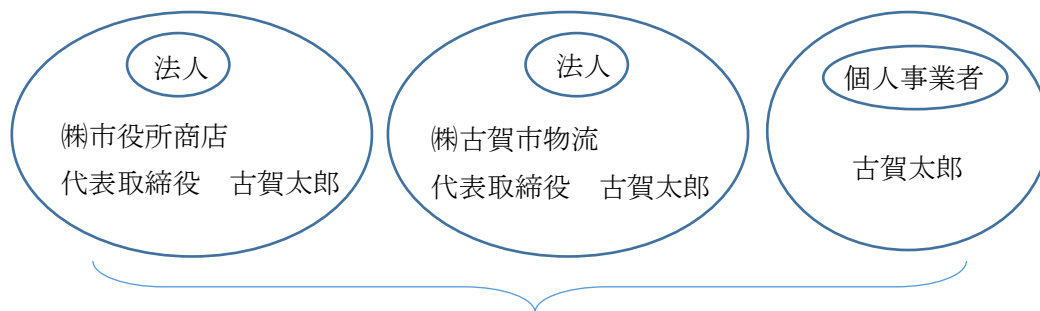 法人
㈱市役所商店
代表取締役　古賀太郎
法人
㈱古賀市物流
代表取締役　古賀太郎
個人事業者
古賀太郎